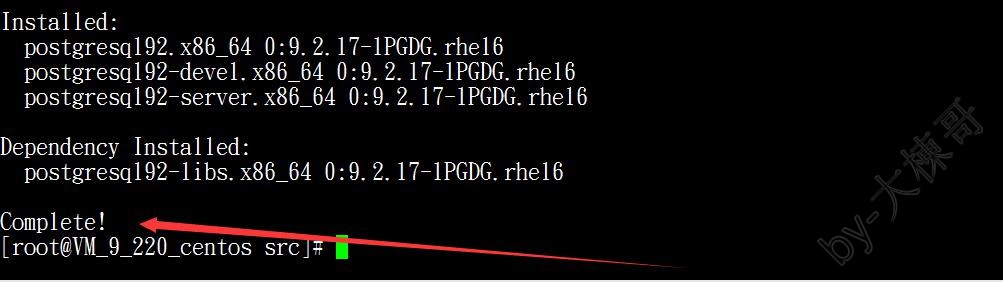 Installed:
postgresql92.x86_64 0:9.2.17-1PGDG.rhel6
postgresql92-devel.x86_64 0:9.2.17-1PGDG.rhel6
postgresql92-server.x86_64 0:9.2.17-1PGDG.rhel6
Dependency Installed:
postgresql92-libs.x86_64 0:9.2.17-1PGDG.rhel6
Complete!
[root@VM_9_220_centos src]#
by-大棟哥